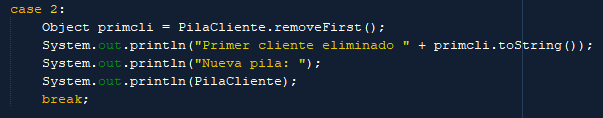 case 2:
Object primcli = PilaCliente.removeFirst();
System.out.println("Primer cliente eliminado " + primcli.toString());
System.out.println("Nueva pila: ");
System.out.println(PilaCliente);
break;